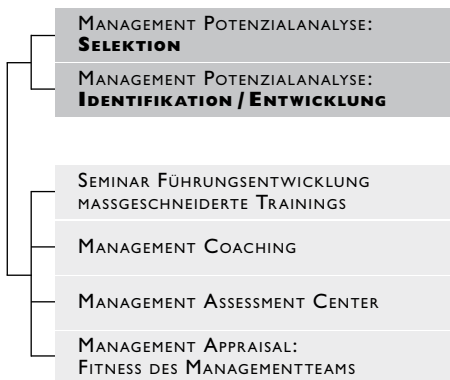 Management Potenzialanalyse:
Selektion
Management Potenzialanalyse:
Identifikation / Entwicklung
Seminar Führungsentwicklung
massgeschneiderte Trainings
Management Coaching
Management Assessment Center
Management Appraisal:
Fitness des Managementteams